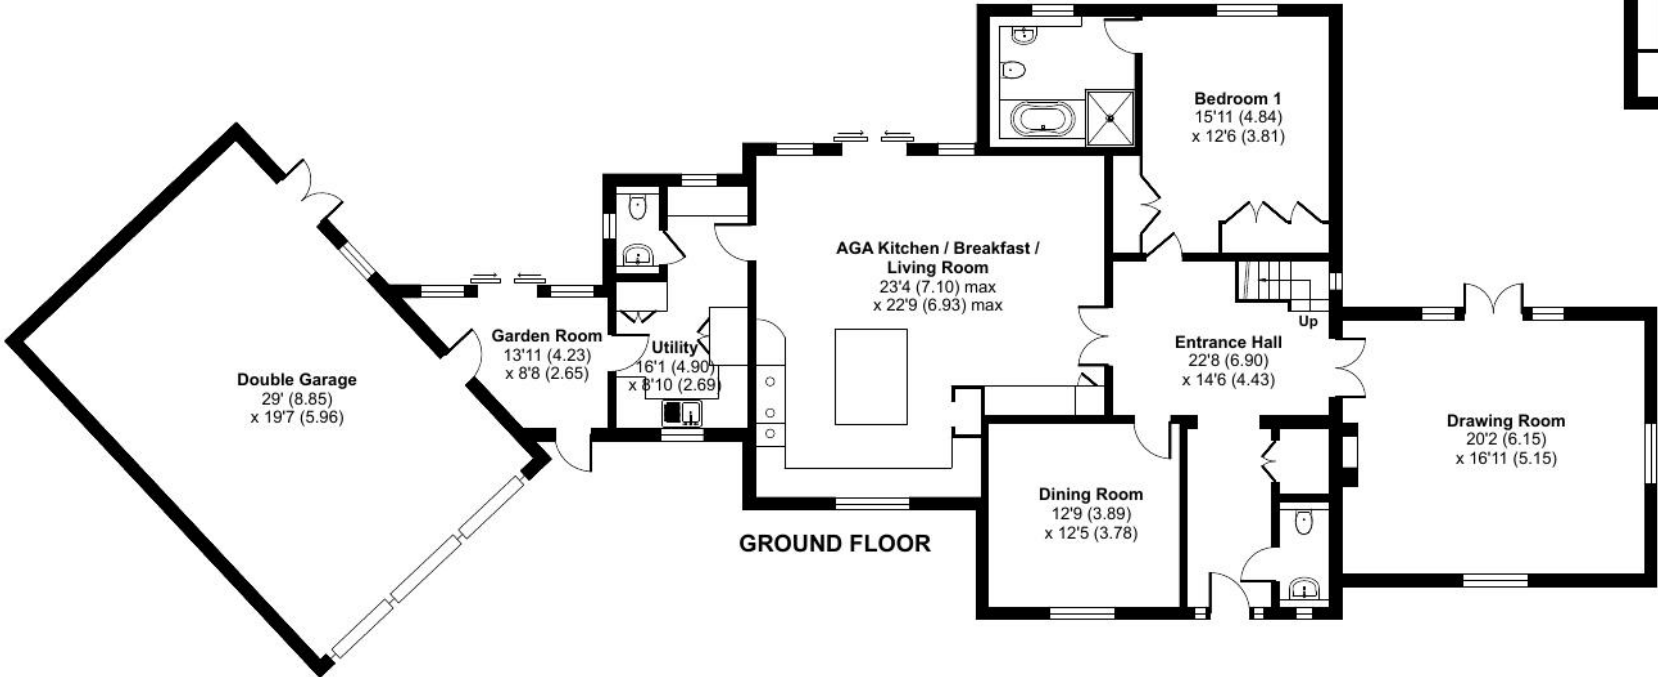 Bedroom 1
15'11 (4.84)
x 12'6 (3.81)
AGA Kitchen / Breakfast /
Living Room
23'4 (7.10) max
x 22'9 (6.93) max
Up
Garden Room
13'11 (4.23)
x 8'8 (2.65)
Utility
16'1 (4.90)
x 8'10 (2.69)
Entrance Hall
22'8 (6.90)
x 14'6 (4.43)
Double Garage
29' (8.85)
x 19'7 (5.96)
Drawing Room
20'2 (6.15)
x 16'11 (5.15)
Dining Room
12'9 (3.89)
x 12'5 (3.78)
GROUND FLOOR